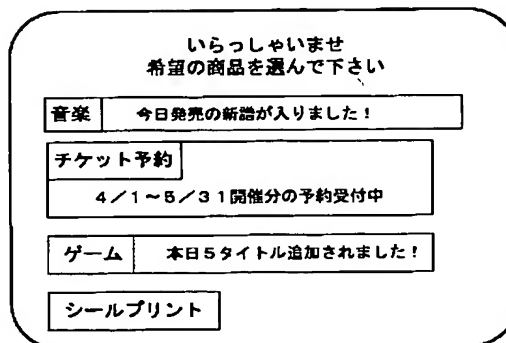 いらっしゃいませ
希望の商品を選んで下さい
音楽 今日発売の新譜が入りました！
チケット予約
４／１～５／３１開催分の予約受付中
ゲーム 本日５タイトル追加されました！
シールプリント